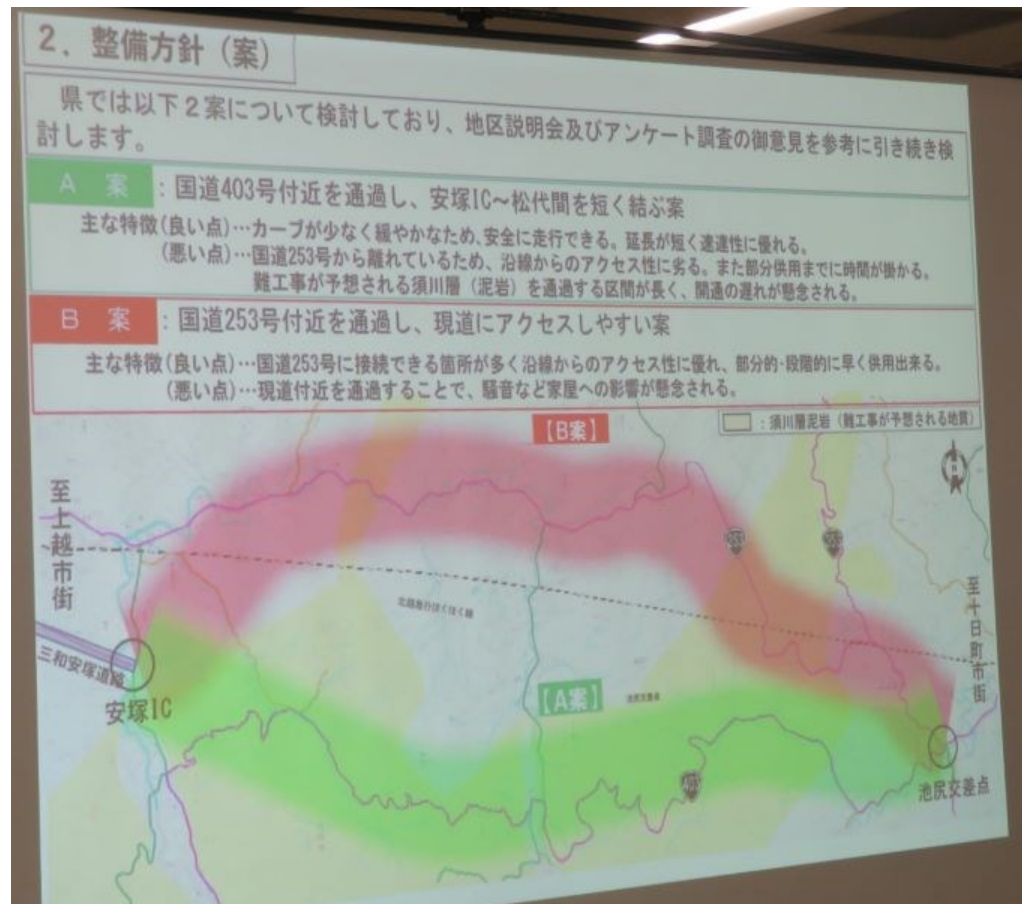 2. 整備方針（案）
県では以下２案について検討しており、地区説明会及びアンケート調査の御意見を参考に引き続き検
討します。
A 案：国道403号付近を通過し、安塚IC～松代間を短く結ぶ案
主な特徴(良い点)…カーブが少なく緩やかなため、安全に走行できる。延長が短く速達性に優れる。
(悪い点)…国道253号から離れているため、沿線からのアクセス性に劣る。また部分供用までに時間が掛かる。
難工事が予想される須川層（泥岩）を通過する区間が長く、開通の遅れが懸念される。
B 案：国道253号付近を通過し、現道にアクセスしやすい案
主な特徴(良い点)…国道253号に接続できる箇所が多く沿線からのアクセス性に優れ、部分的・段階的に早く供用出来る。
(悪い点)…現道付近を通過することで、騒音など家屋への影響が懸念される。
【B案】
：須川層泥岩（難工事が予想される地質）
至上越市街
253
至十日町市街
北越急行ほくほく線
三和安塚道路
安塚IC
【A案】
池尻交差点
403
池尻交差点